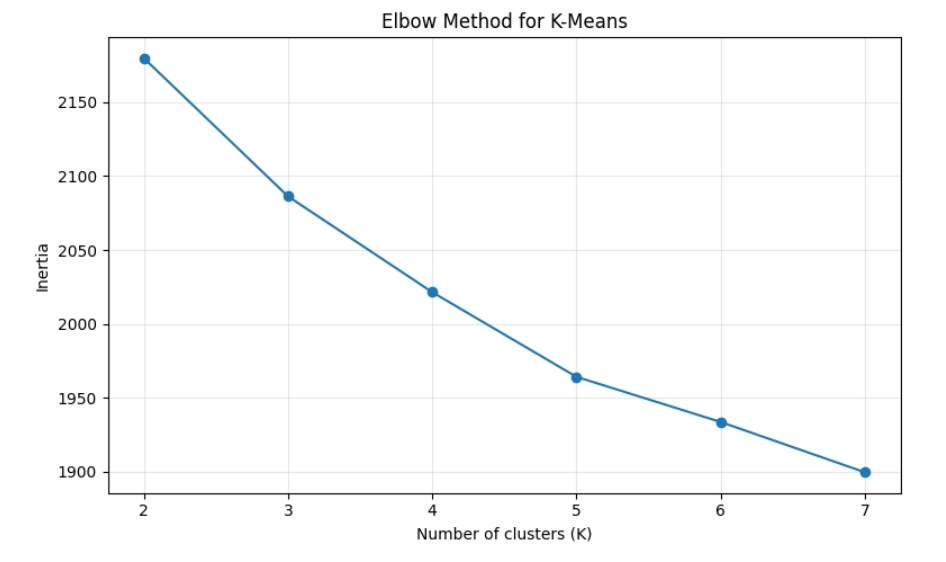 Elbow Method for K-Means
2150
2100
2050
2000
1950
1900
Inertia
2 3 4 5 6 7
Number of clusters (K)